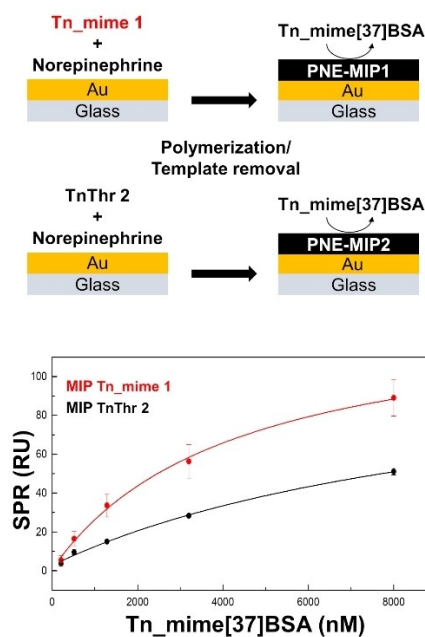 Tn_mime 1
+
Norepinephrine
Au
Glass
Tn_mime[37]BSA
PNE-MIP1
Au
Glass
Polymerization/
Template removal
TnThr 2
+
Norepinephrine
Au
Glass
Tn_mime[37]BSA
PNE-MIP2
Au
Glass
MIP Tn_mime 1
MIP TnThr 2
SPR (RU)
100
80
60
40
20
0
0 2000 4000 6000 8000
Tn_mime[37]BSA (nM)